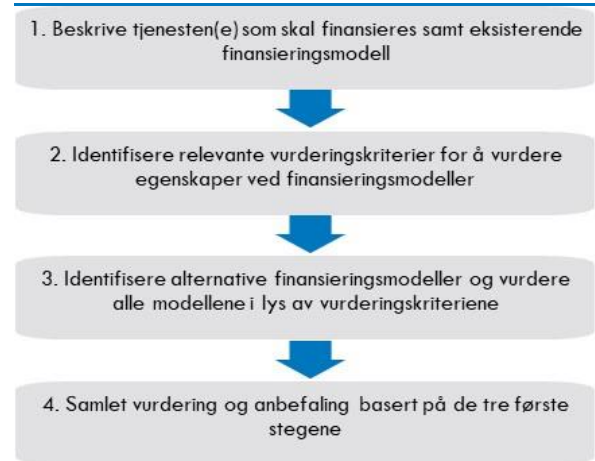 1. Beskrive tjenesten(e) som skal finansieres samt eksisterende
finansieringsmodell
2. Identifisere relevante vurderingskriterier for å vurdere
egenskaper ved finansieringsmodeller
3. Identifisere alternative finansieringsmodeller og vurdere
alle modellene i lys av vurderingskriteriene
4. Samlet vurdering og anbefaling basert på de tre første
stegene